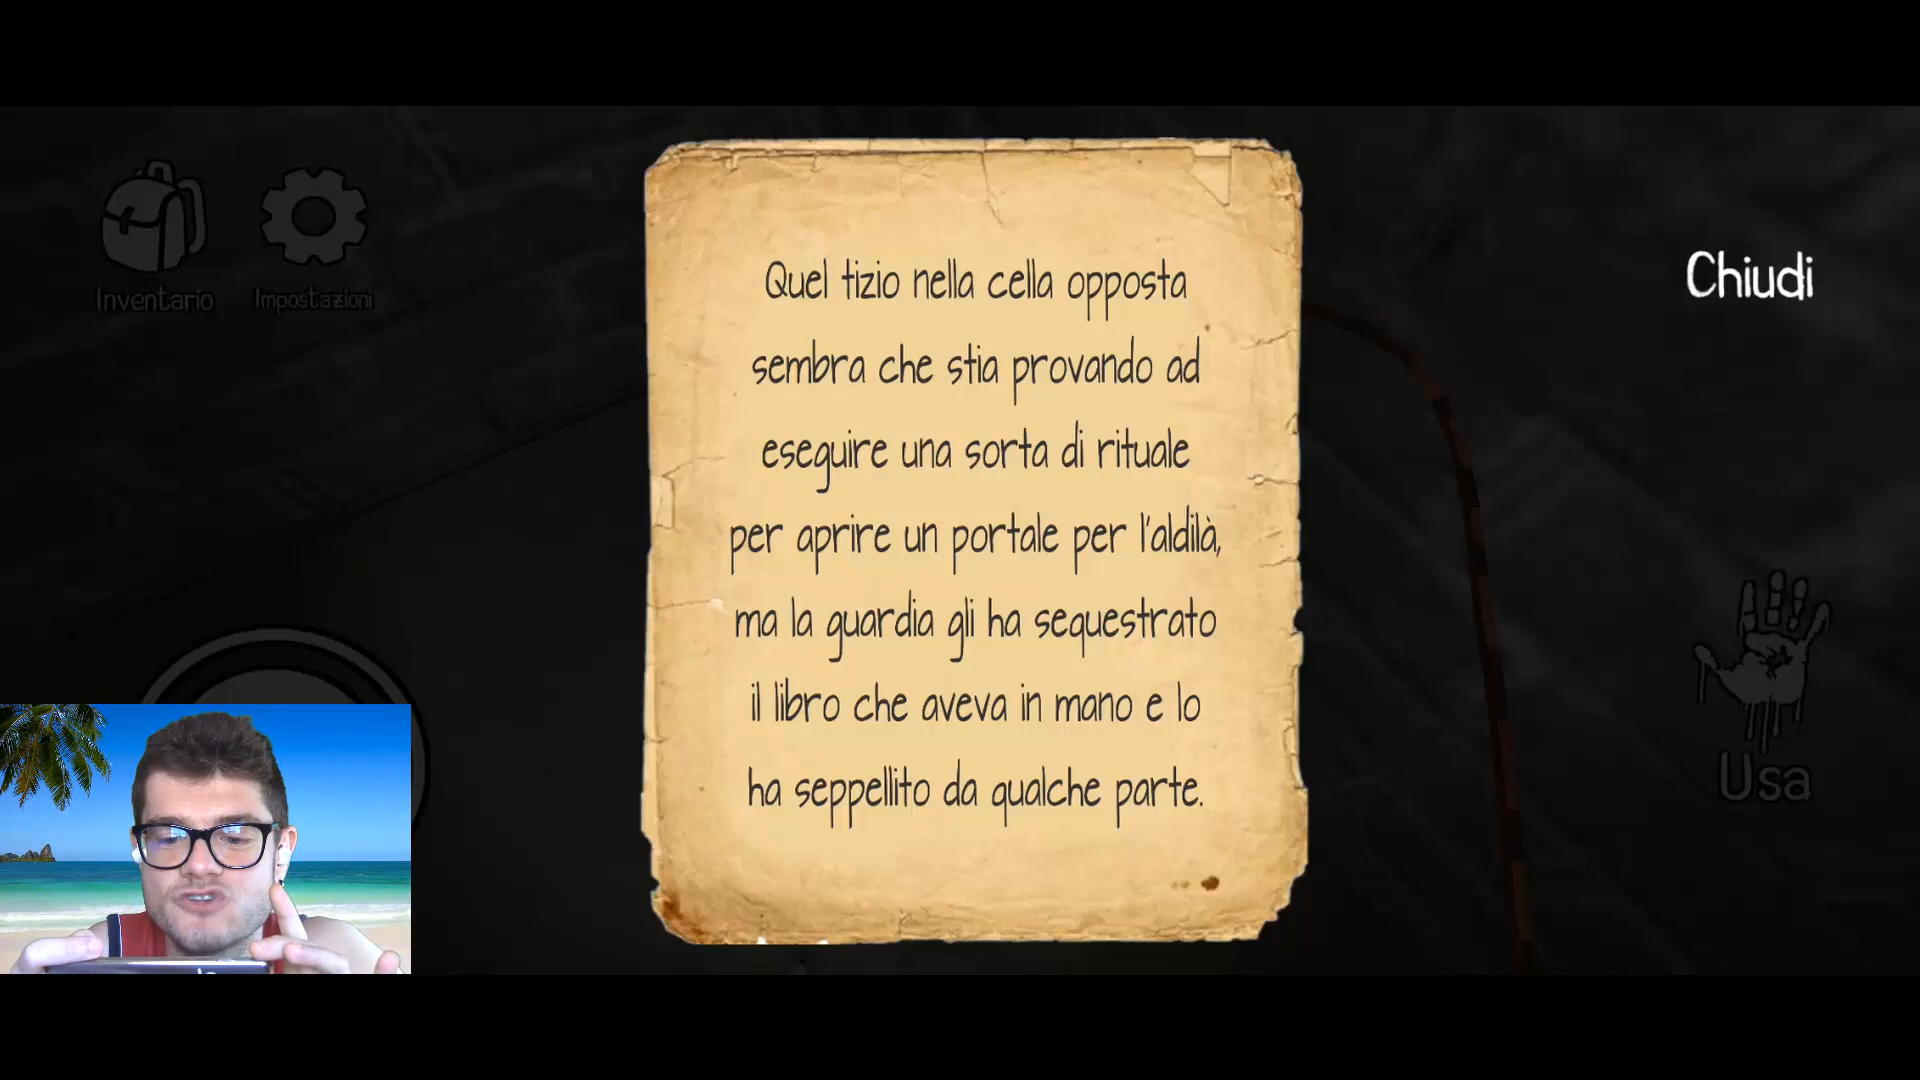 Inventario
Impostazioni
Quel tizio nella cella opposta
sembra che stia provando ad
eseguire una sorta di rituale
per aprire un portale per l'aldilà,
ma la guardia gli ha sequestrato
il libro che aveva in mano e lo
ha seppellito da qualche parte.
Chiudi
Usa